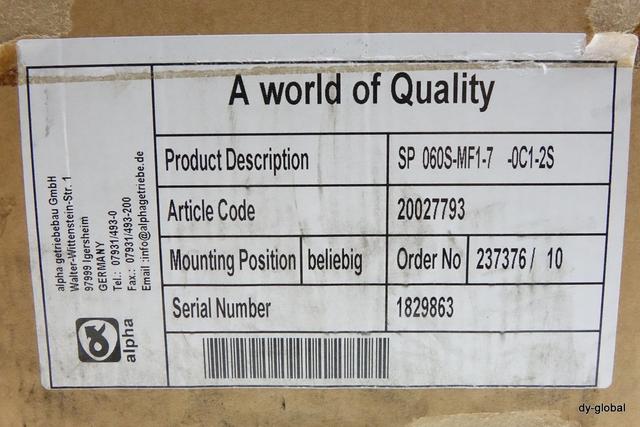 A world of Quality
Product Description SP 060S-MF1-7 -0C1-2S
Article Code 20027793
Mounting Position beliebig Order No 237376 / 10
Serial Number 1829863
alpha getriebebau GmbH
Walter-Wittenstein-Str. 1
97999 Igersheim
GERMANY
Tel.: 07931/493-0
Fax.: 07931/493-200
Email :info@alphagetriebe.de
alpha
dy-global